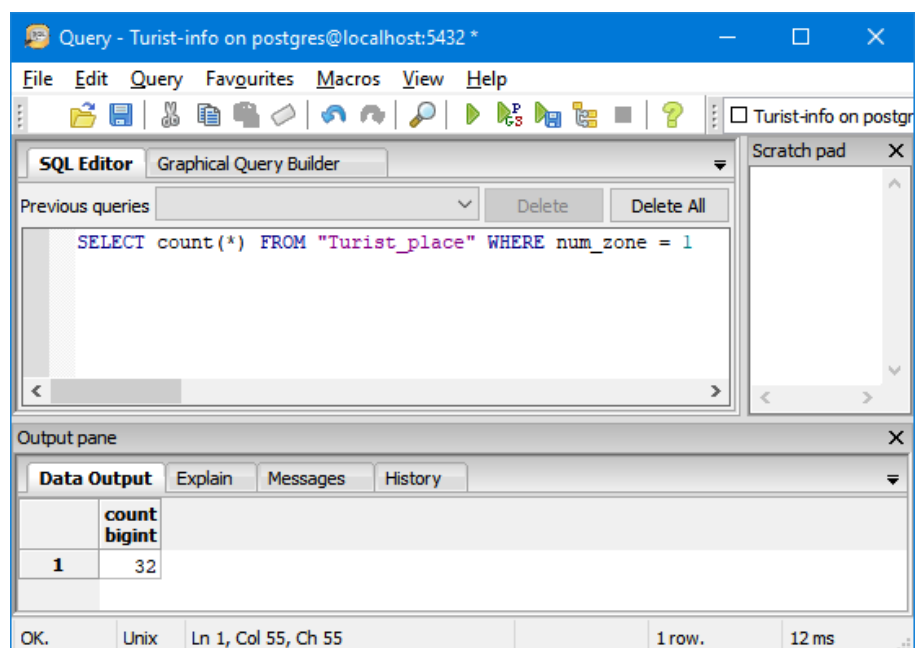 Query - Turist-info on postgres@localhost:5432 *
File Edit Query Favourites Macros View Help
Turist-info on postgr
SQL Editor Graphical Query Builder
Scratch pad
Previous queries Delete Delete All
SELECT count(*) FROM "Turist_place" WHERE num_zone = 1
Output pane
Data Output Explain Messages History
count
bigint
1 32
OK. Unix Ln 1, Col 55, Ch 55 1 row. 12 ms